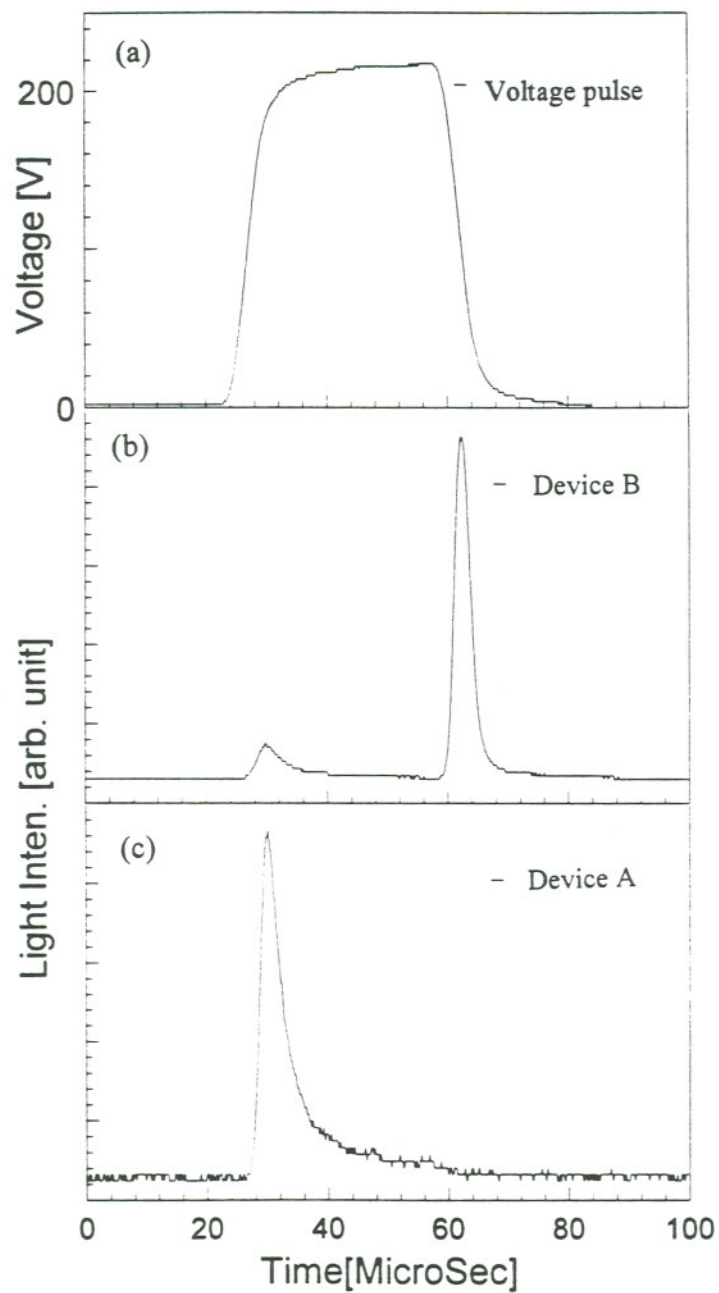 (a)
200
– Voltage pulse
Voltage [V]
0
(b)
– Device B
Light Inten. [arb. unit]
(c)
– Device A
0 20 40 60 80 100
Time[MicroSec]